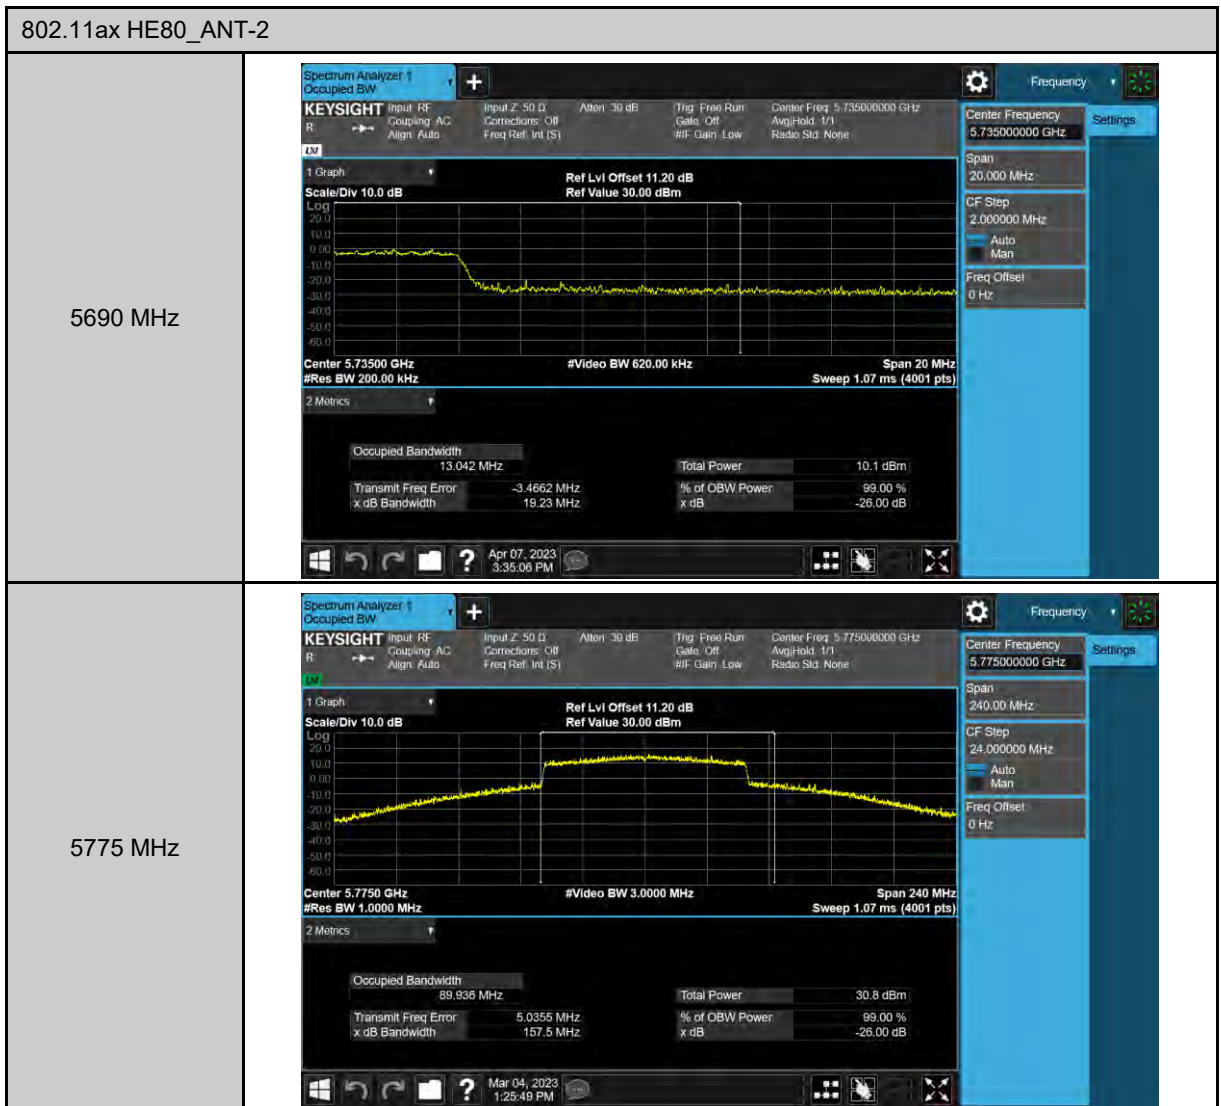 802.11ax HE80_ANT-2
5690 MHz
Spectrum Analyzer 1
Occupied BW
Frequency
KEYSIGHT Input: RF Input Z: 50 Ω Atten: 30 dB Trig: Free Run Center Freq: 5.735000000 GHz
R Coupling: AC Corrections: Off Gate: Off Avg|Hold: 1/1
Align: Auto Freq Ref: Int (S) #IF Gain: Low Radio Std: None
LXI
Center Frequency
5.735000000 GHz
Settings
Span
20.000 MHz
CF Step
2.000000 MHz
Auto
Man
Freq Offset
0 Hz
1 Graph
Ref Lvl Offset 11.20 dB
Scale/Div 10.0 dB Ref Value 30.00 dBm
Log
20.0
10.0
0.00
-10.0
-20.0
-30.0
-40.0
-50.0
-60.0
Center 5.73500 GHz #Video BW 620.00 kHz Span 20 MHz
#Res BW 200.00 kHz Sweep 1.07 ms (4001 pts)
2 Metrics
Occupied Bandwidth
13.042 MHz Total Power 10.1 dBm
Transmit Freq Error -3.4662 MHz % of OBW Power 99.00 %
x dB Bandwidth 19.23 MHz x dB -26.00 dB
Apr 07, 2023
3:35:06 PM
5775 MHz
Spectrum Analyzer 1
Occupied BW
Frequency
KEYSIGHT Input: RF Input Z: 50 Ω Atten: 30 dB Trig: Free Run Center Freq: 5.775000000 GHz
R Coupling: AC Corrections: Off Gate: Off Avg|Hold: 1/1
Align: Auto Freq Ref: Int (S) #IF Gain: Low Radio Std: None
LXI
Center Frequency
5.775000000 GHz
Settings
Span
240.00 MHz
CF Step
24.000000 MHz
Auto
Man
Freq Offset
0 Hz
1 Graph
Ref Lvl Offset 11.20 dB
Scale/Div 10.0 dB Ref Value 30.00 dBm
Log
20.0
10.0
0.00
-10.0
-20.0
-30.0
-40.0
-50.0
-60.0
Center 5.7750 GHz #Video BW 3.0000 MHz Span 240 MHz
#Res BW 1.0000 MHz Sweep 1.07 ms (4001 pts)
2 Metrics
Occupied Bandwidth
89.936 MHz Total Power 30.8 dBm
Transmit Freq Error 5.0355 MHz % of OBW Power 99.00 %
x dB Bandwidth 157.5 MHz x dB -26.00 dB
Mar 04, 2023
1:25:49 PM